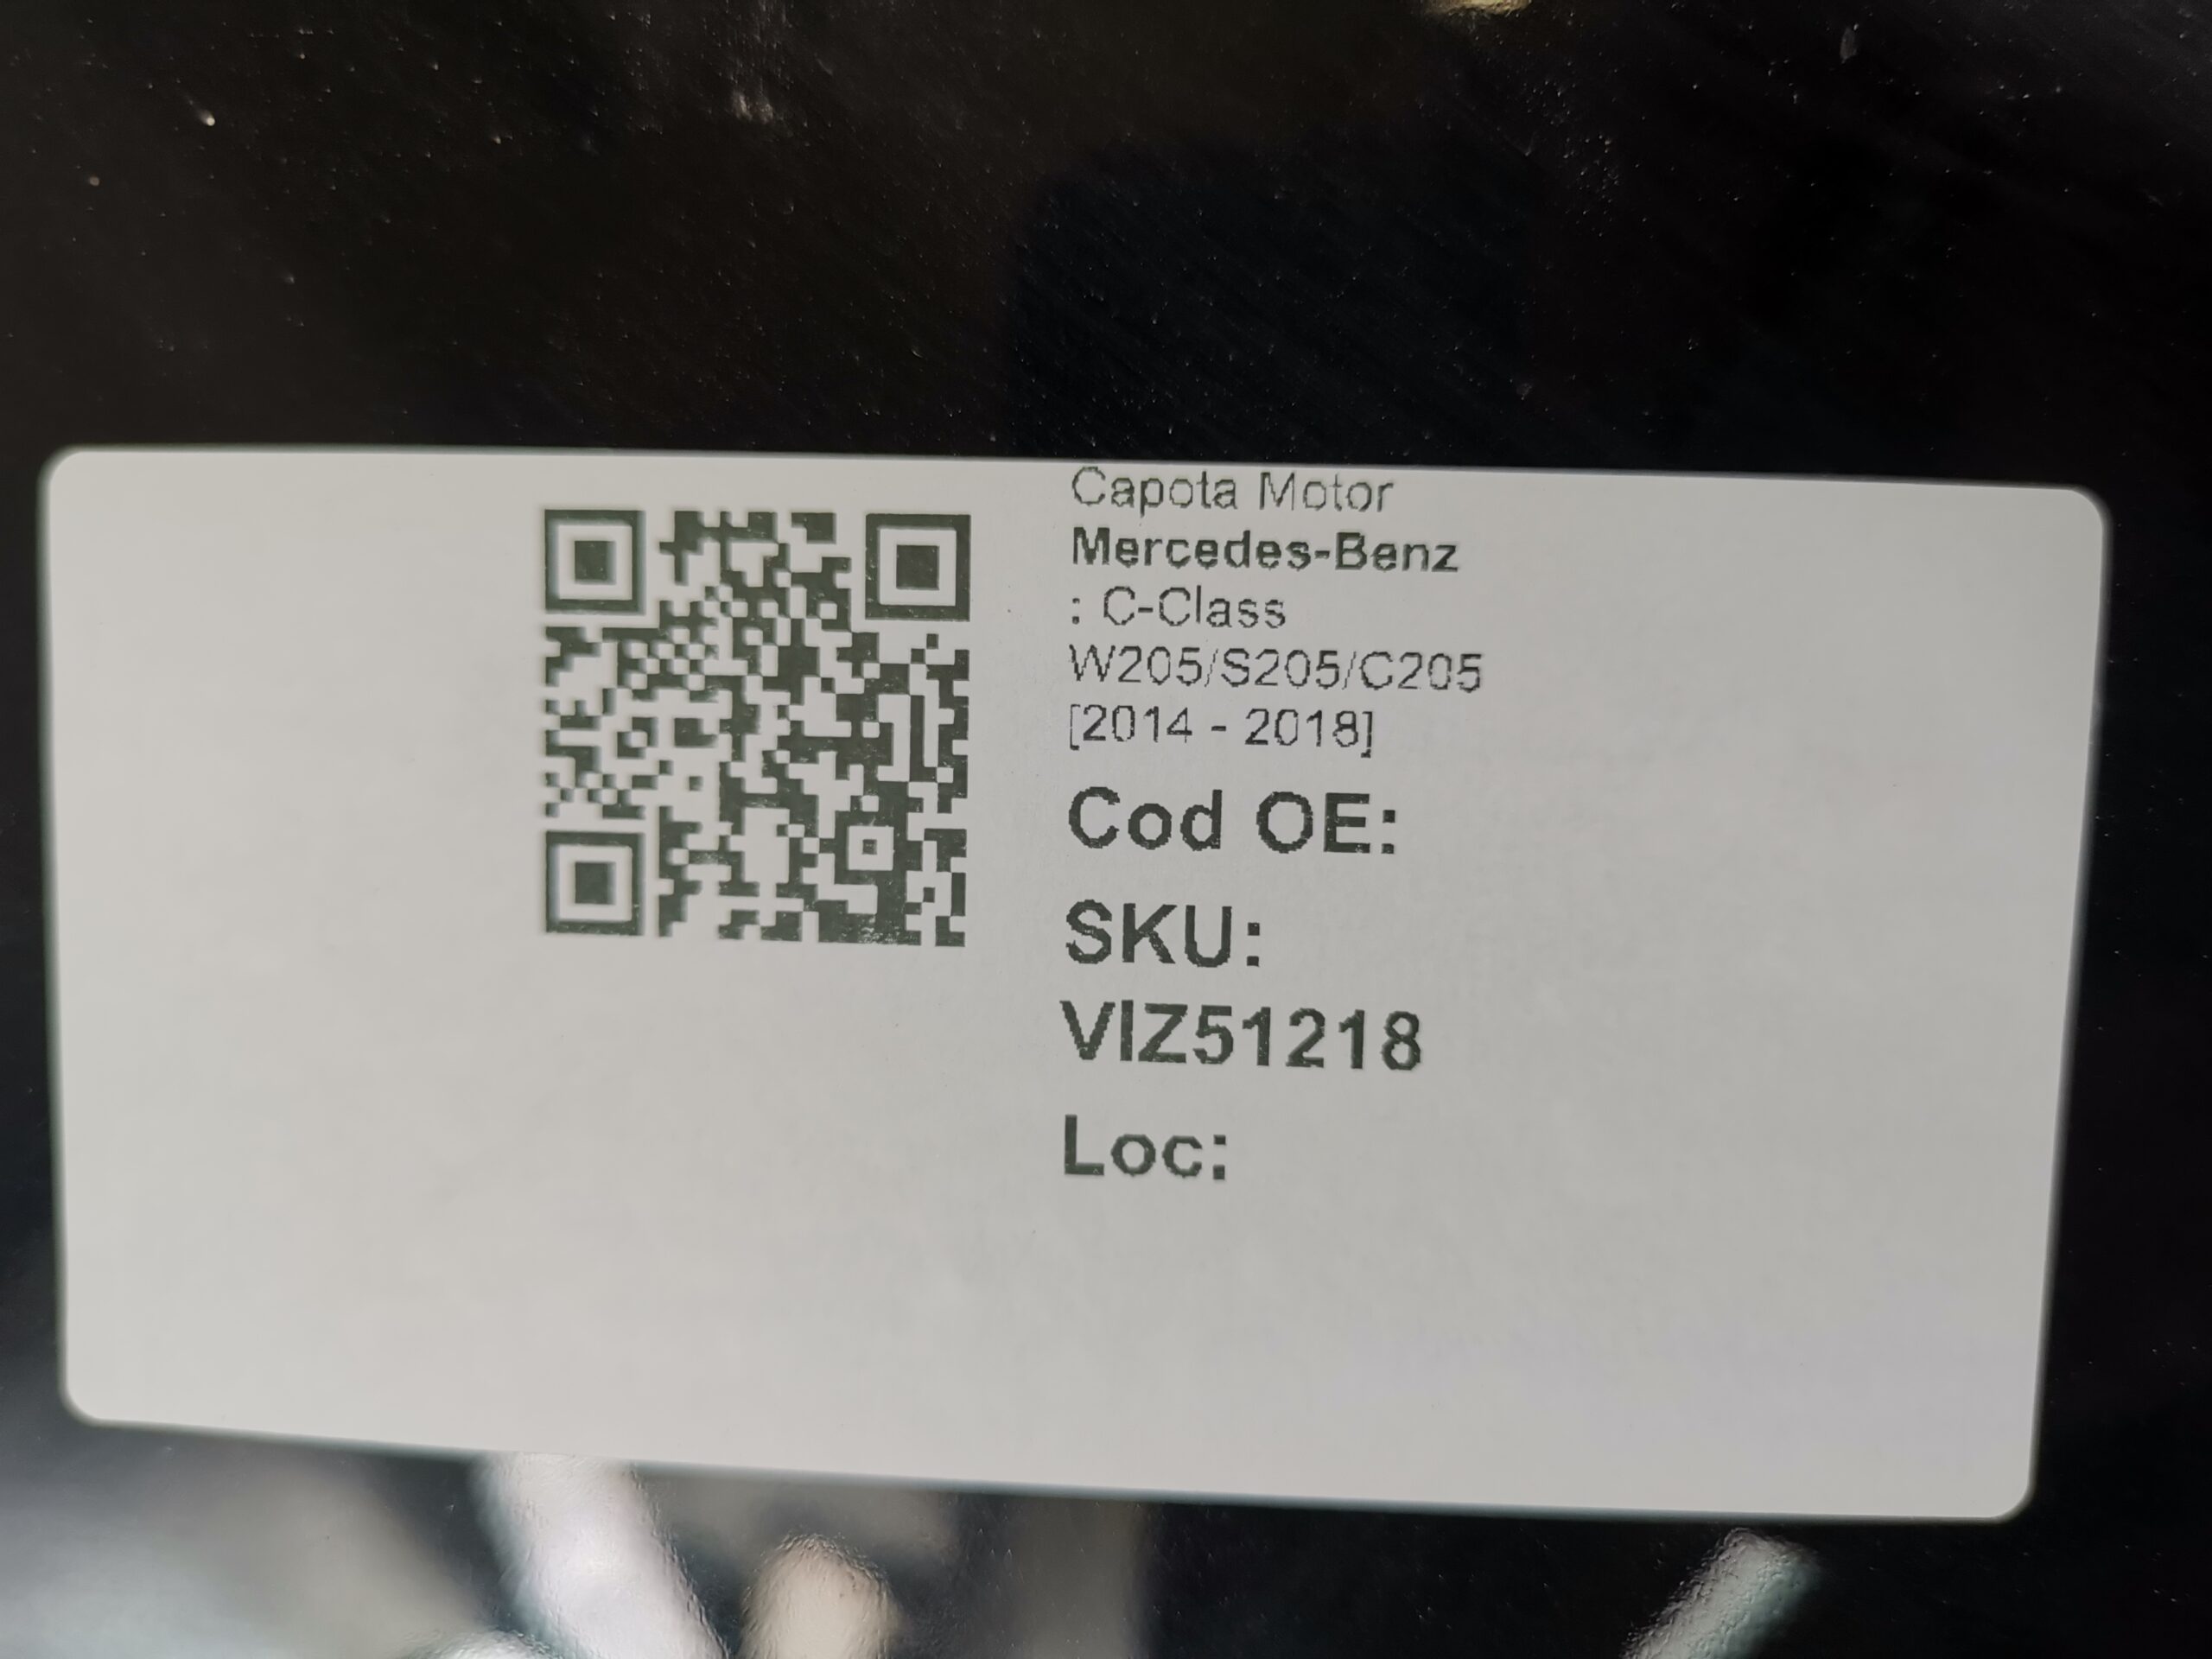 Capota Motor
Mercedes-Benz
: C-Class
W205/S205/C205
[2014 - 2018]
Cod OE:
SKU:
VIZ51218
Loc: